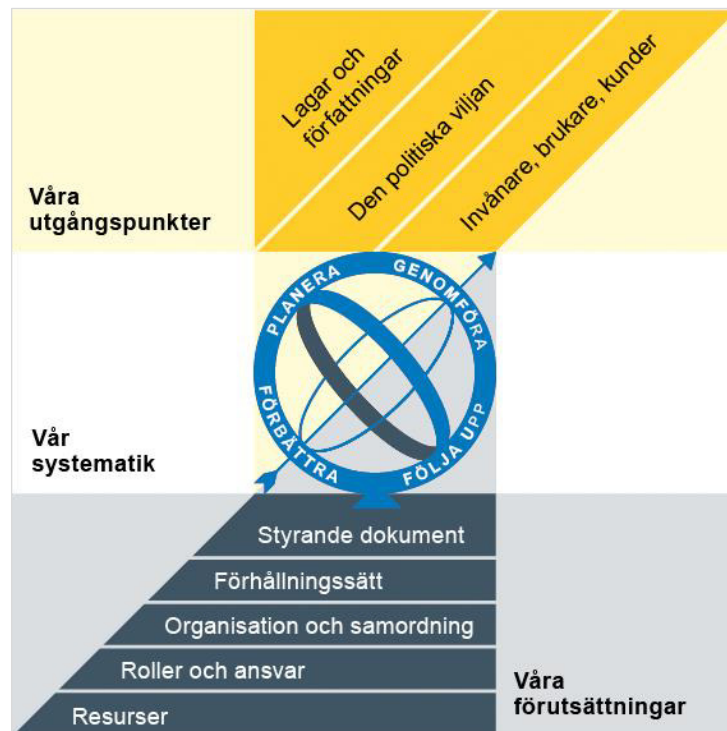 Lagar och
författningar
Den politiska viljan
Invånare, brukare, kunder
Våra
utgångspunkter
PLANERA
GENOMFÖRA
FÖLJA UPP
FÖRBÄTTRA
Vår
systematik
Styrande dokument
Förhållningssätt
Organisation och samordning
Roller och ansvar
Resurser
Våra
förutsättningar